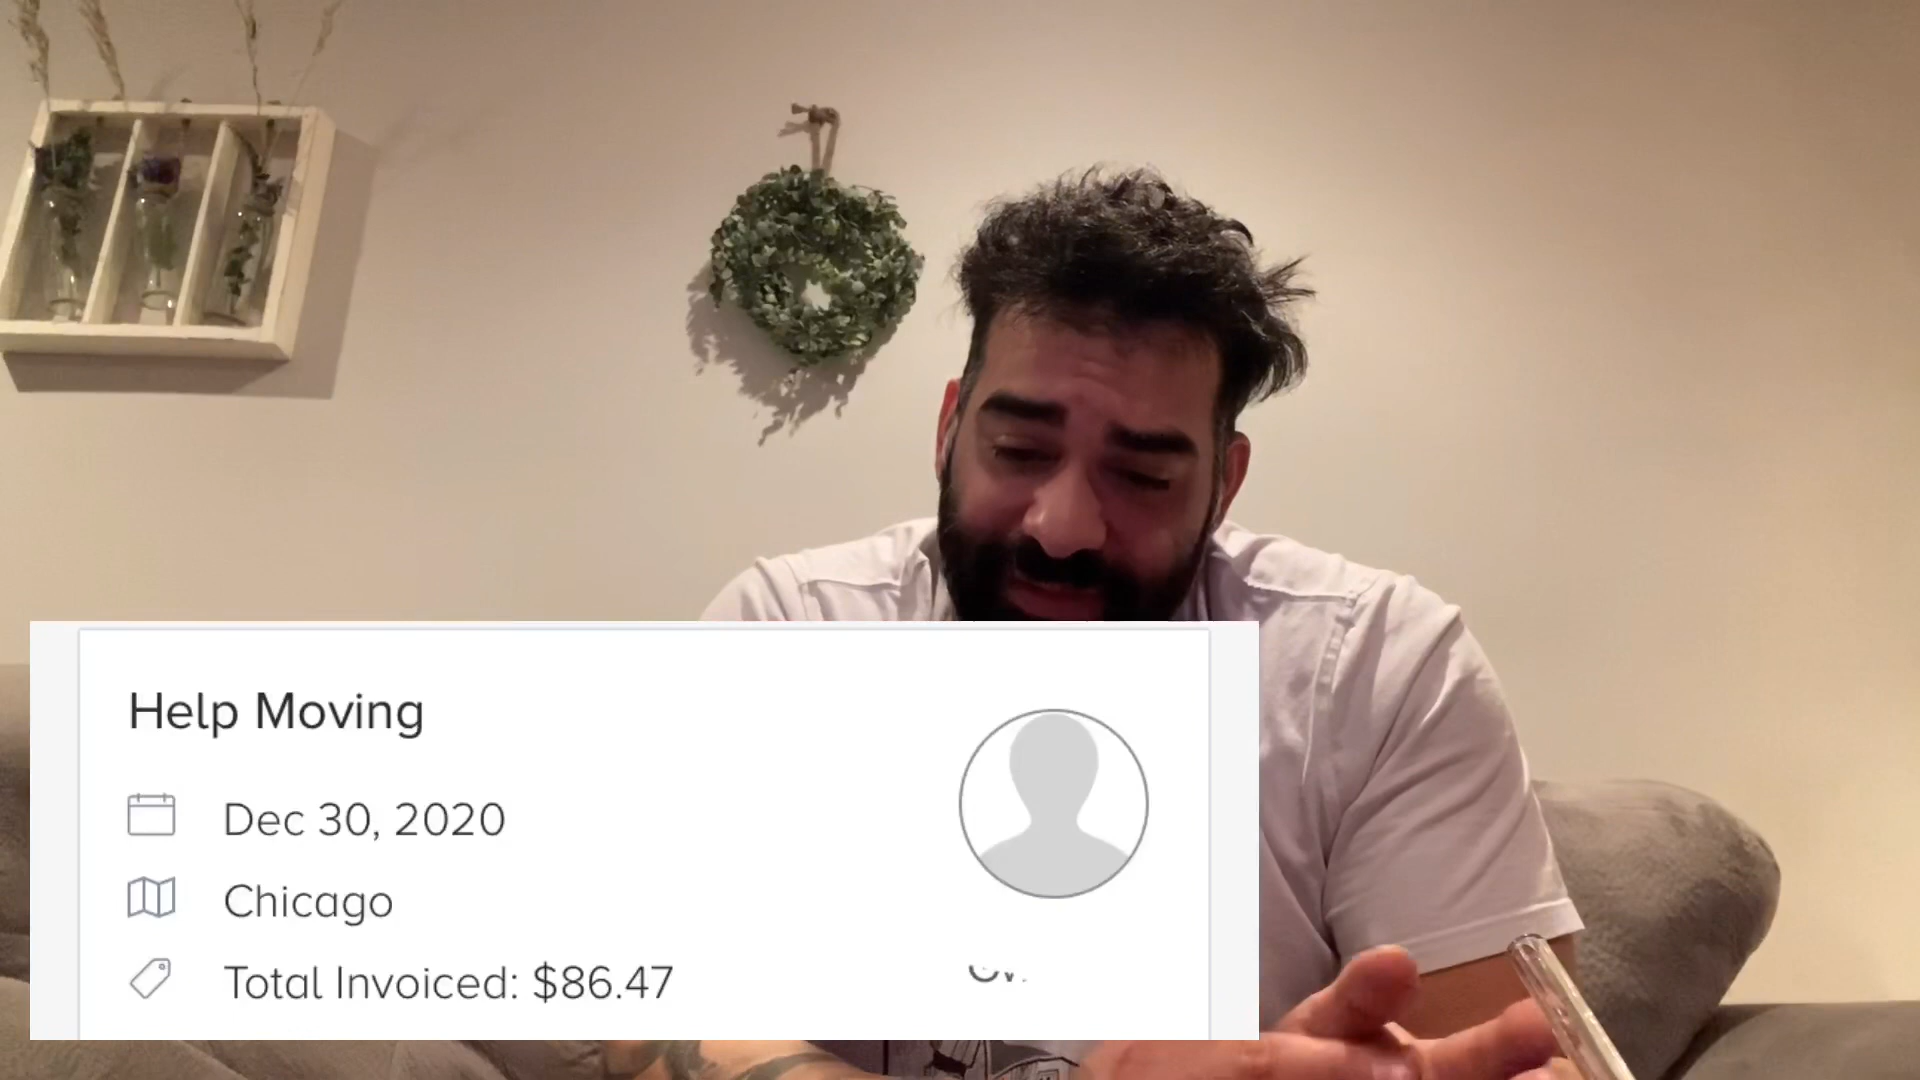 Help Moving
Dec 30, 2020
Chicago
Total Invoiced: $86.47